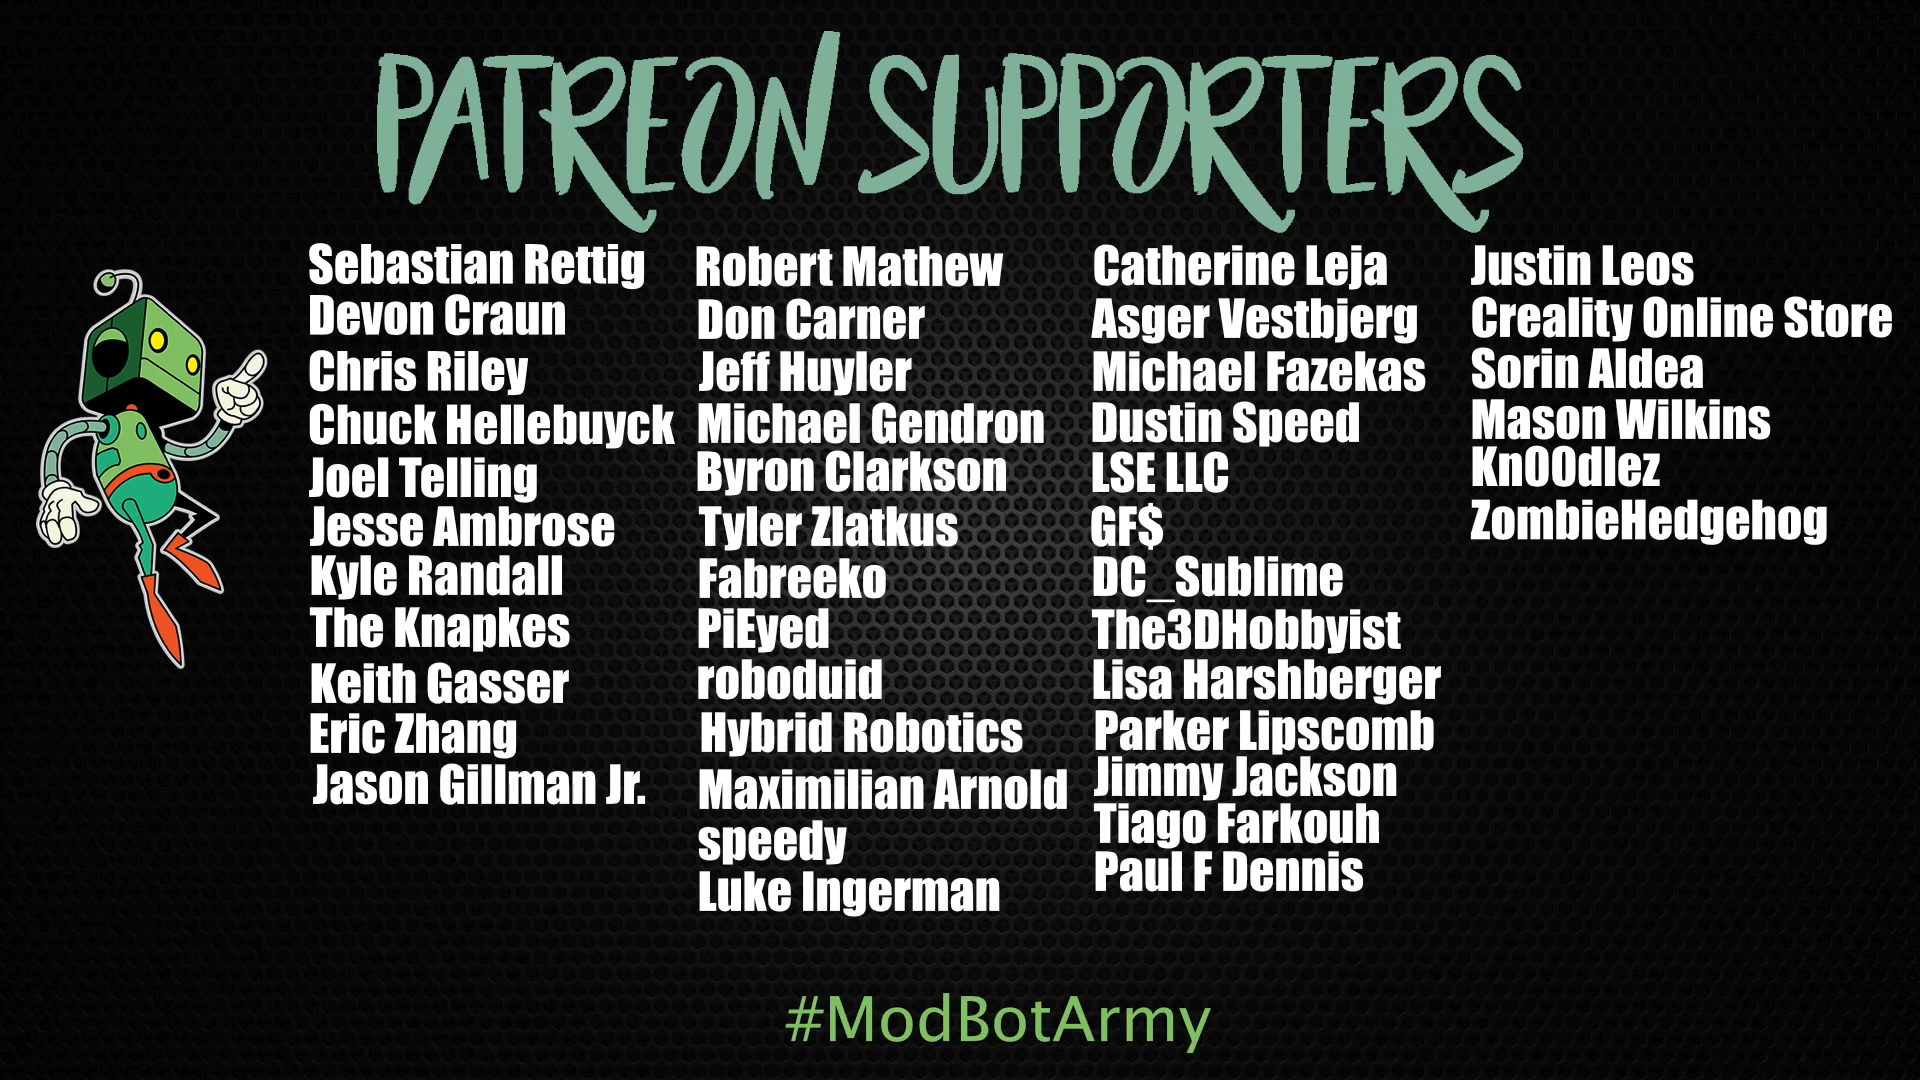 PATREON SUPPORTERS
Sebastian Rettig
Devon Craun
Chris Riley
Chuck Hellebuyck
Joel Telling
Jesse Ambrose
Kyle Randall
The Knapkes
Keith Gasser
Eric Zhang
Jason Gillman Jr.
Robert Mathew
Don Carner
Jeff Huyler
Michael Gendron
Byron Clarkson
Tyler Zlatkus
Fabreeko
PiEyed
roboduid
Hybrid Robotics
Maximilian Arnold
speedy
Luke Ingerman
Catherine Leja
Asger Vestbjerg
Michael Fazekas
Dustin Speed
LSE LLC
GF$
DC_Sublime
The3DHobbyist
Lisa Harshberger
Parker Lipscomb
Jimmy Jackson
Tiago Farkouh
Paul F Dennis
Justin Leos
Creality Online Store
Sorin Aldea
Mason Wilkins
Kn00dlez
ZombieHedgehog
#ModBotArmy